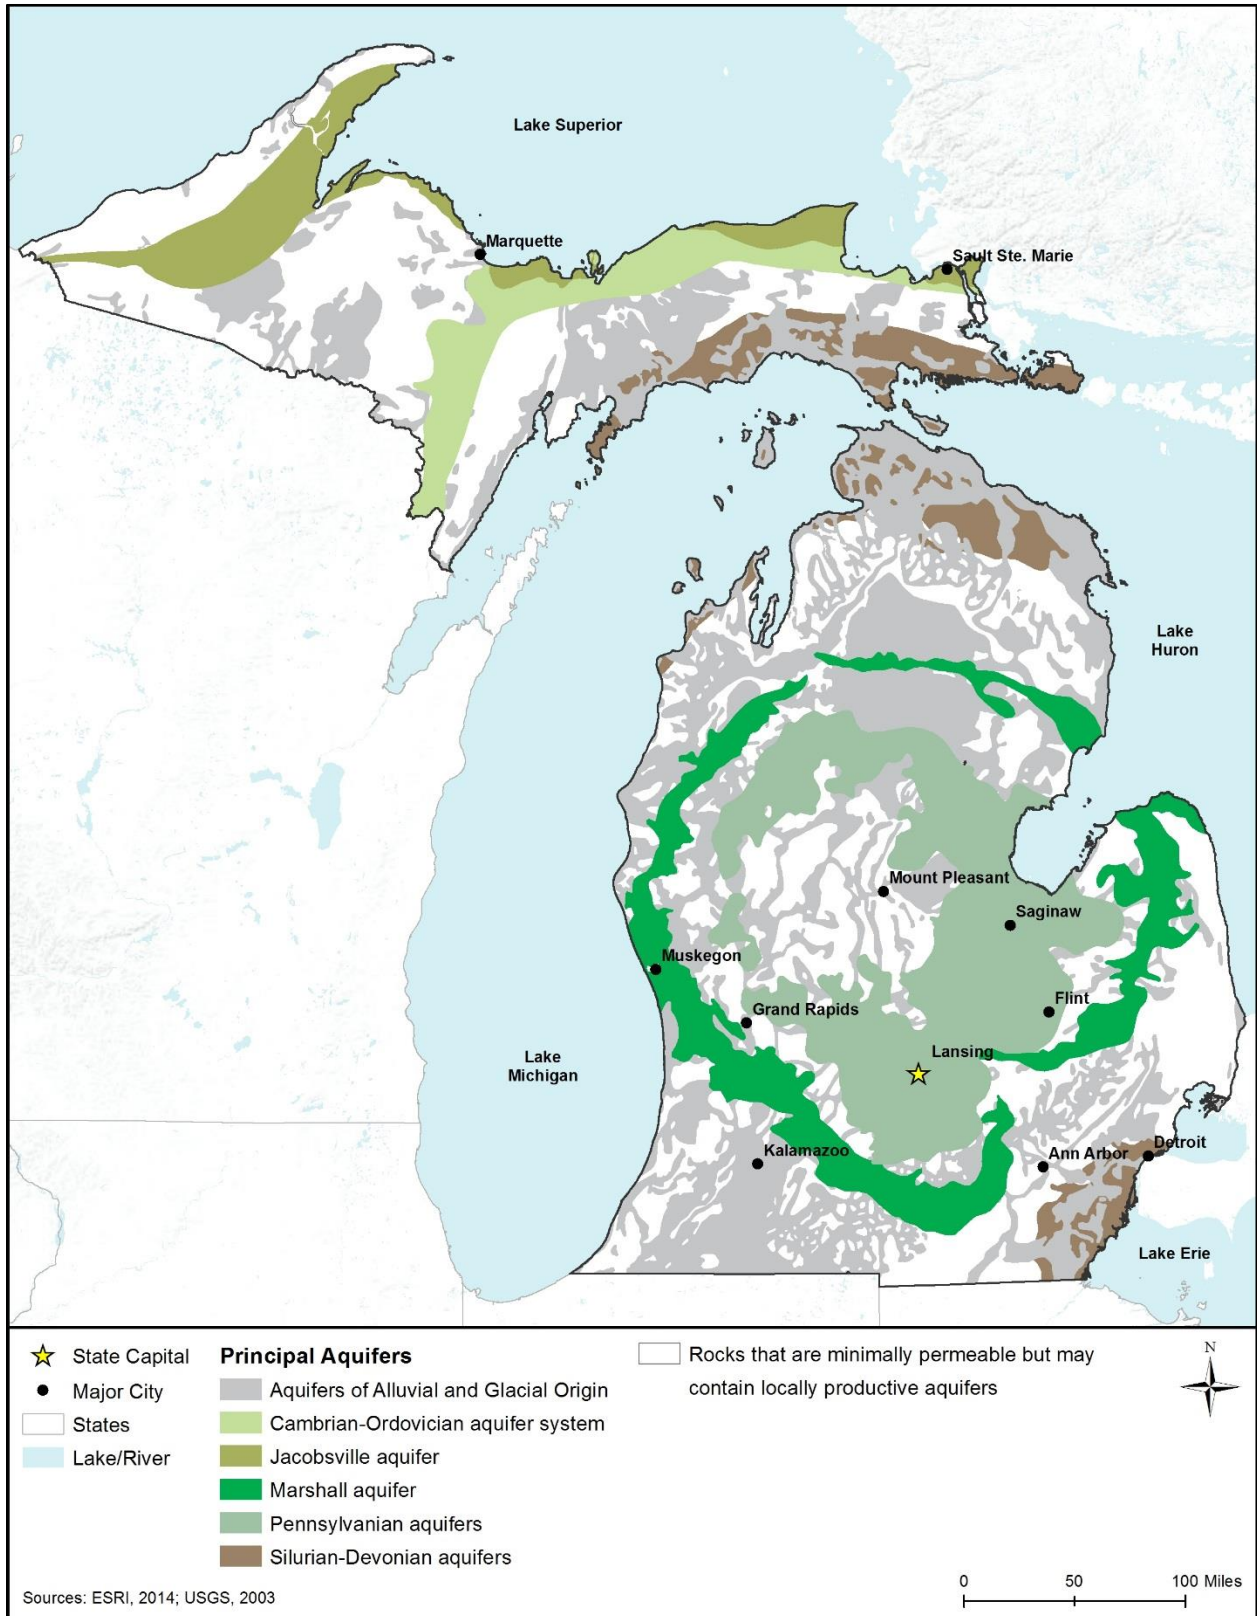 Lake Superior
Marquette
Sault Ste. Marie
Lake
Huron
Mount Pleasant
Saginaw
Muskegon
Grand Rapids
Flint
Lansing
Lake
Michigan
Kalamazoo
Ann Arbor
Detroit
Lake Erie
State Capital
Major City
States
Lake/River
Principal Aquifers
Aquifers of Alluvial and Glacial Origin
Cambrian-Ordovician aquifer system
Jacobsville aquifer
Marshall aquifer
Pennsylvanian aquifers
Silurian-Devonian aquifers
Rocks that are minimally permeable but may
contain locally productive aquifers
N
Sources: ESRI, 2014; USGS, 2003
0 50 100 Miles